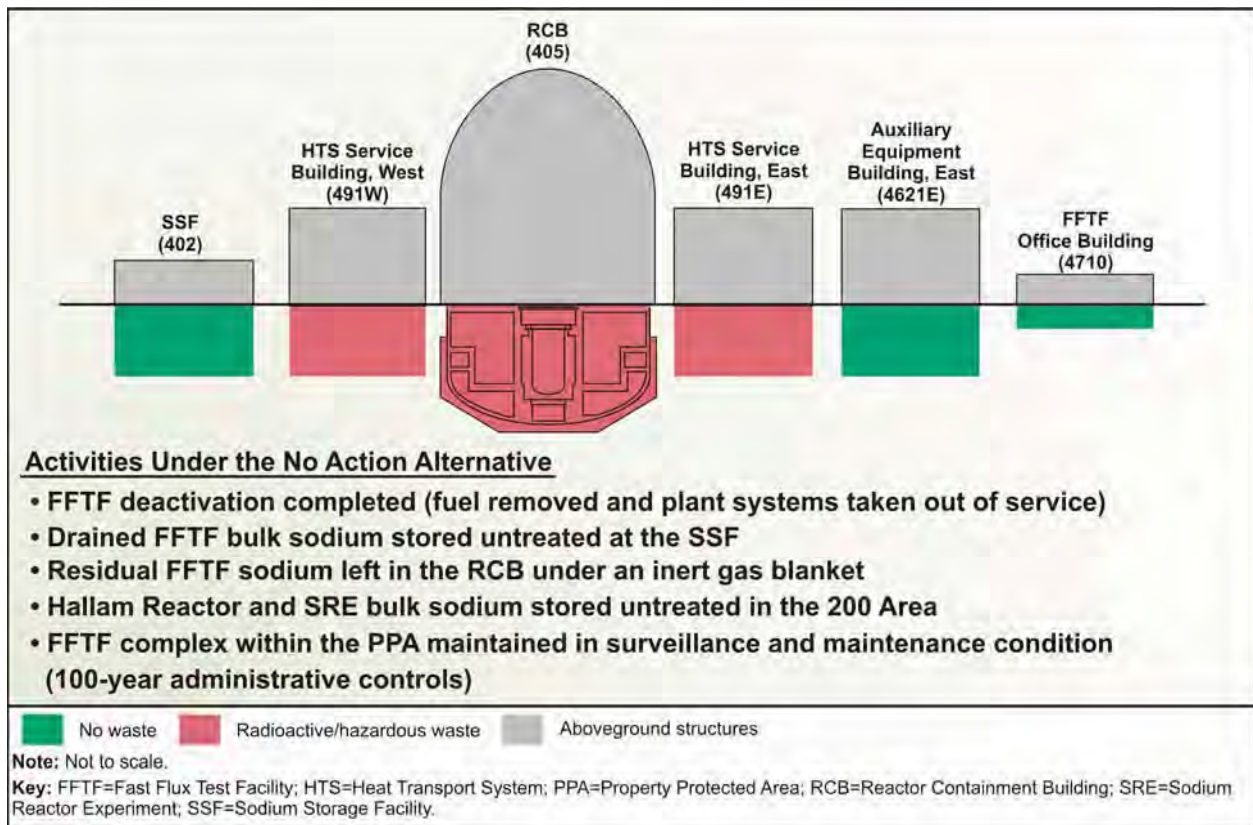 RCB
(405)
HTS Service
Building, West
(491W)
HTS Service
Building, East
(491E)
Auxiliary
Equipment
Building, East
(4621E)
SSF
(402)
FFTF
Office Building
(4710)
Activities Under the No Action Alternative
• FFTF deactivation completed (fuel removed and plant systems taken out of service)
• Drained FFTF bulk sodium stored untreated at the SSF
• Residual FFTF sodium left in the RCB under an inert gas blanket
• Hallam Reactor and SRE bulk sodium stored untreated in the 200 Area
• FFTF complex within the PPA maintained in surveillance and maintenance condition
(100-year administrative controls)
No waste
Radioactive/hazardous waste
Aboveground structures
Note: Not to scale.
Key: FFTF=Fast Flux Test Facility; HTS=Heat Transport System; PPA=Property Protected Area; RCB=Reactor Containment Building; SRE=Sodium
Reactor Experiment; SSF=Sodium Storage Facility.